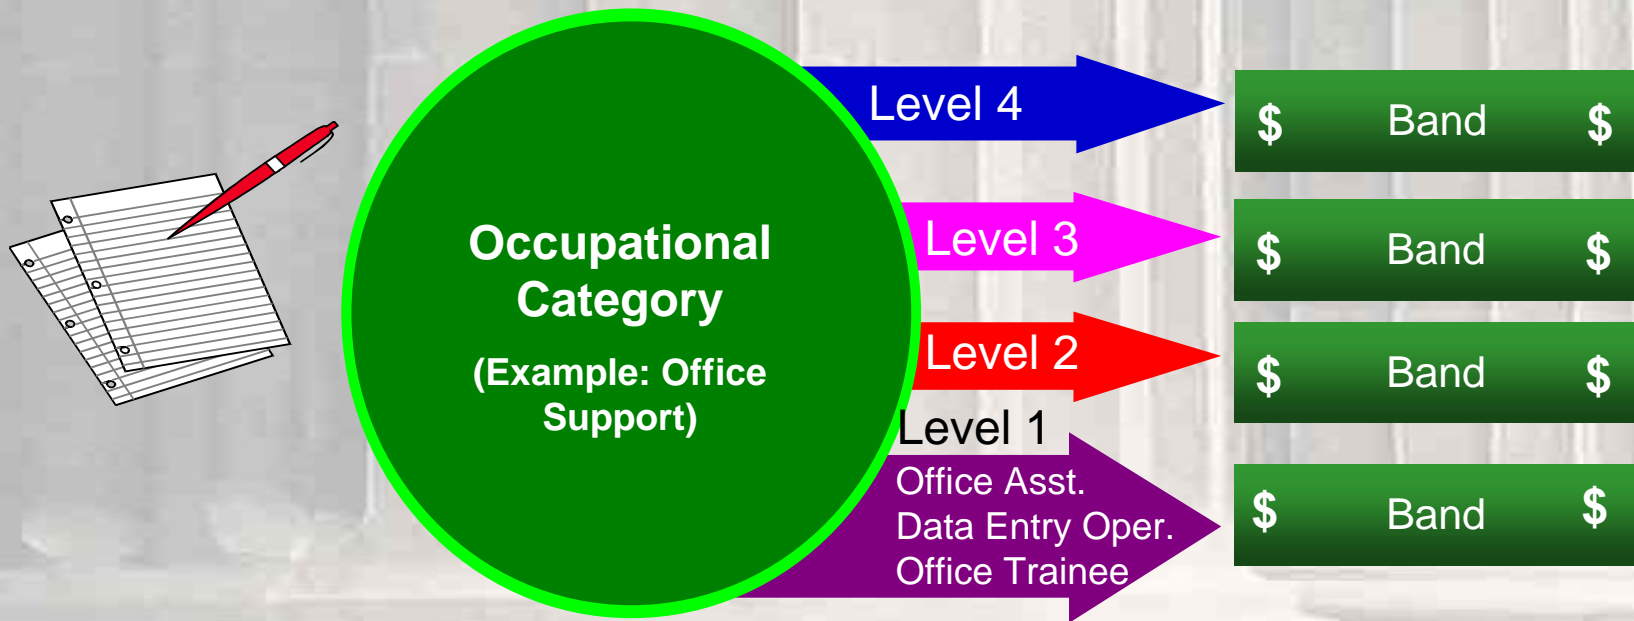 Occupational
Category
(Example: Office
Support)
Level 4
$ Band $
Level 3
$ Band $
Level 2
$ Band $
Level 1
Office Asst.
Data Entry Oper.
Office Trainee
$ Band $